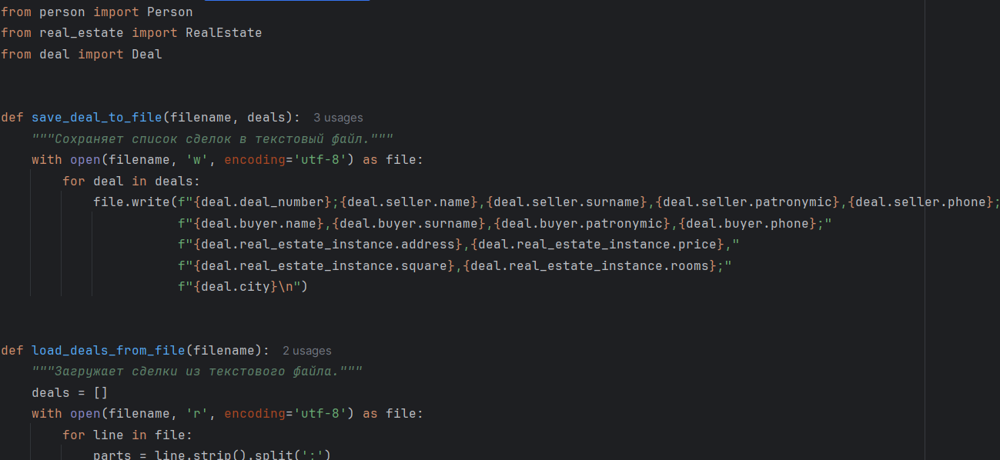 from person import Person
from real_estate import RealEstate
from deal import Deal
def save_deal_to_file(filename, deals):  3 usages
    """Сохраняет список сделок в текстовый файл."""
    with open(filename, 'w', encoding='utf-8') as file:
        for deal in deals:
            file.write(f"{deal.deal_number};{deal.seller.name},{deal.seller.surname},{deal.seller.patronymic},{deal.seller.phone};
                       f"{deal.buyer.name},{deal.buyer.surname},{deal.buyer.patronymic},{deal.buyer.phone};"
                       f"{deal.real_estate_instance.address},{deal.real_estate_instance.price},"
                       f"{deal.real_estate_instance.square},{deal.real_estate_instance.rooms};"
                       f"{deal.city}\n")
def load_deals_from_file(filename):  2 usages
    """Загружает сделки из текстового файла."""
    deals = []
    with open(filename, 'r', encoding='utf-8') as file:
        for line in file:
            parts = line.strip().split(';')